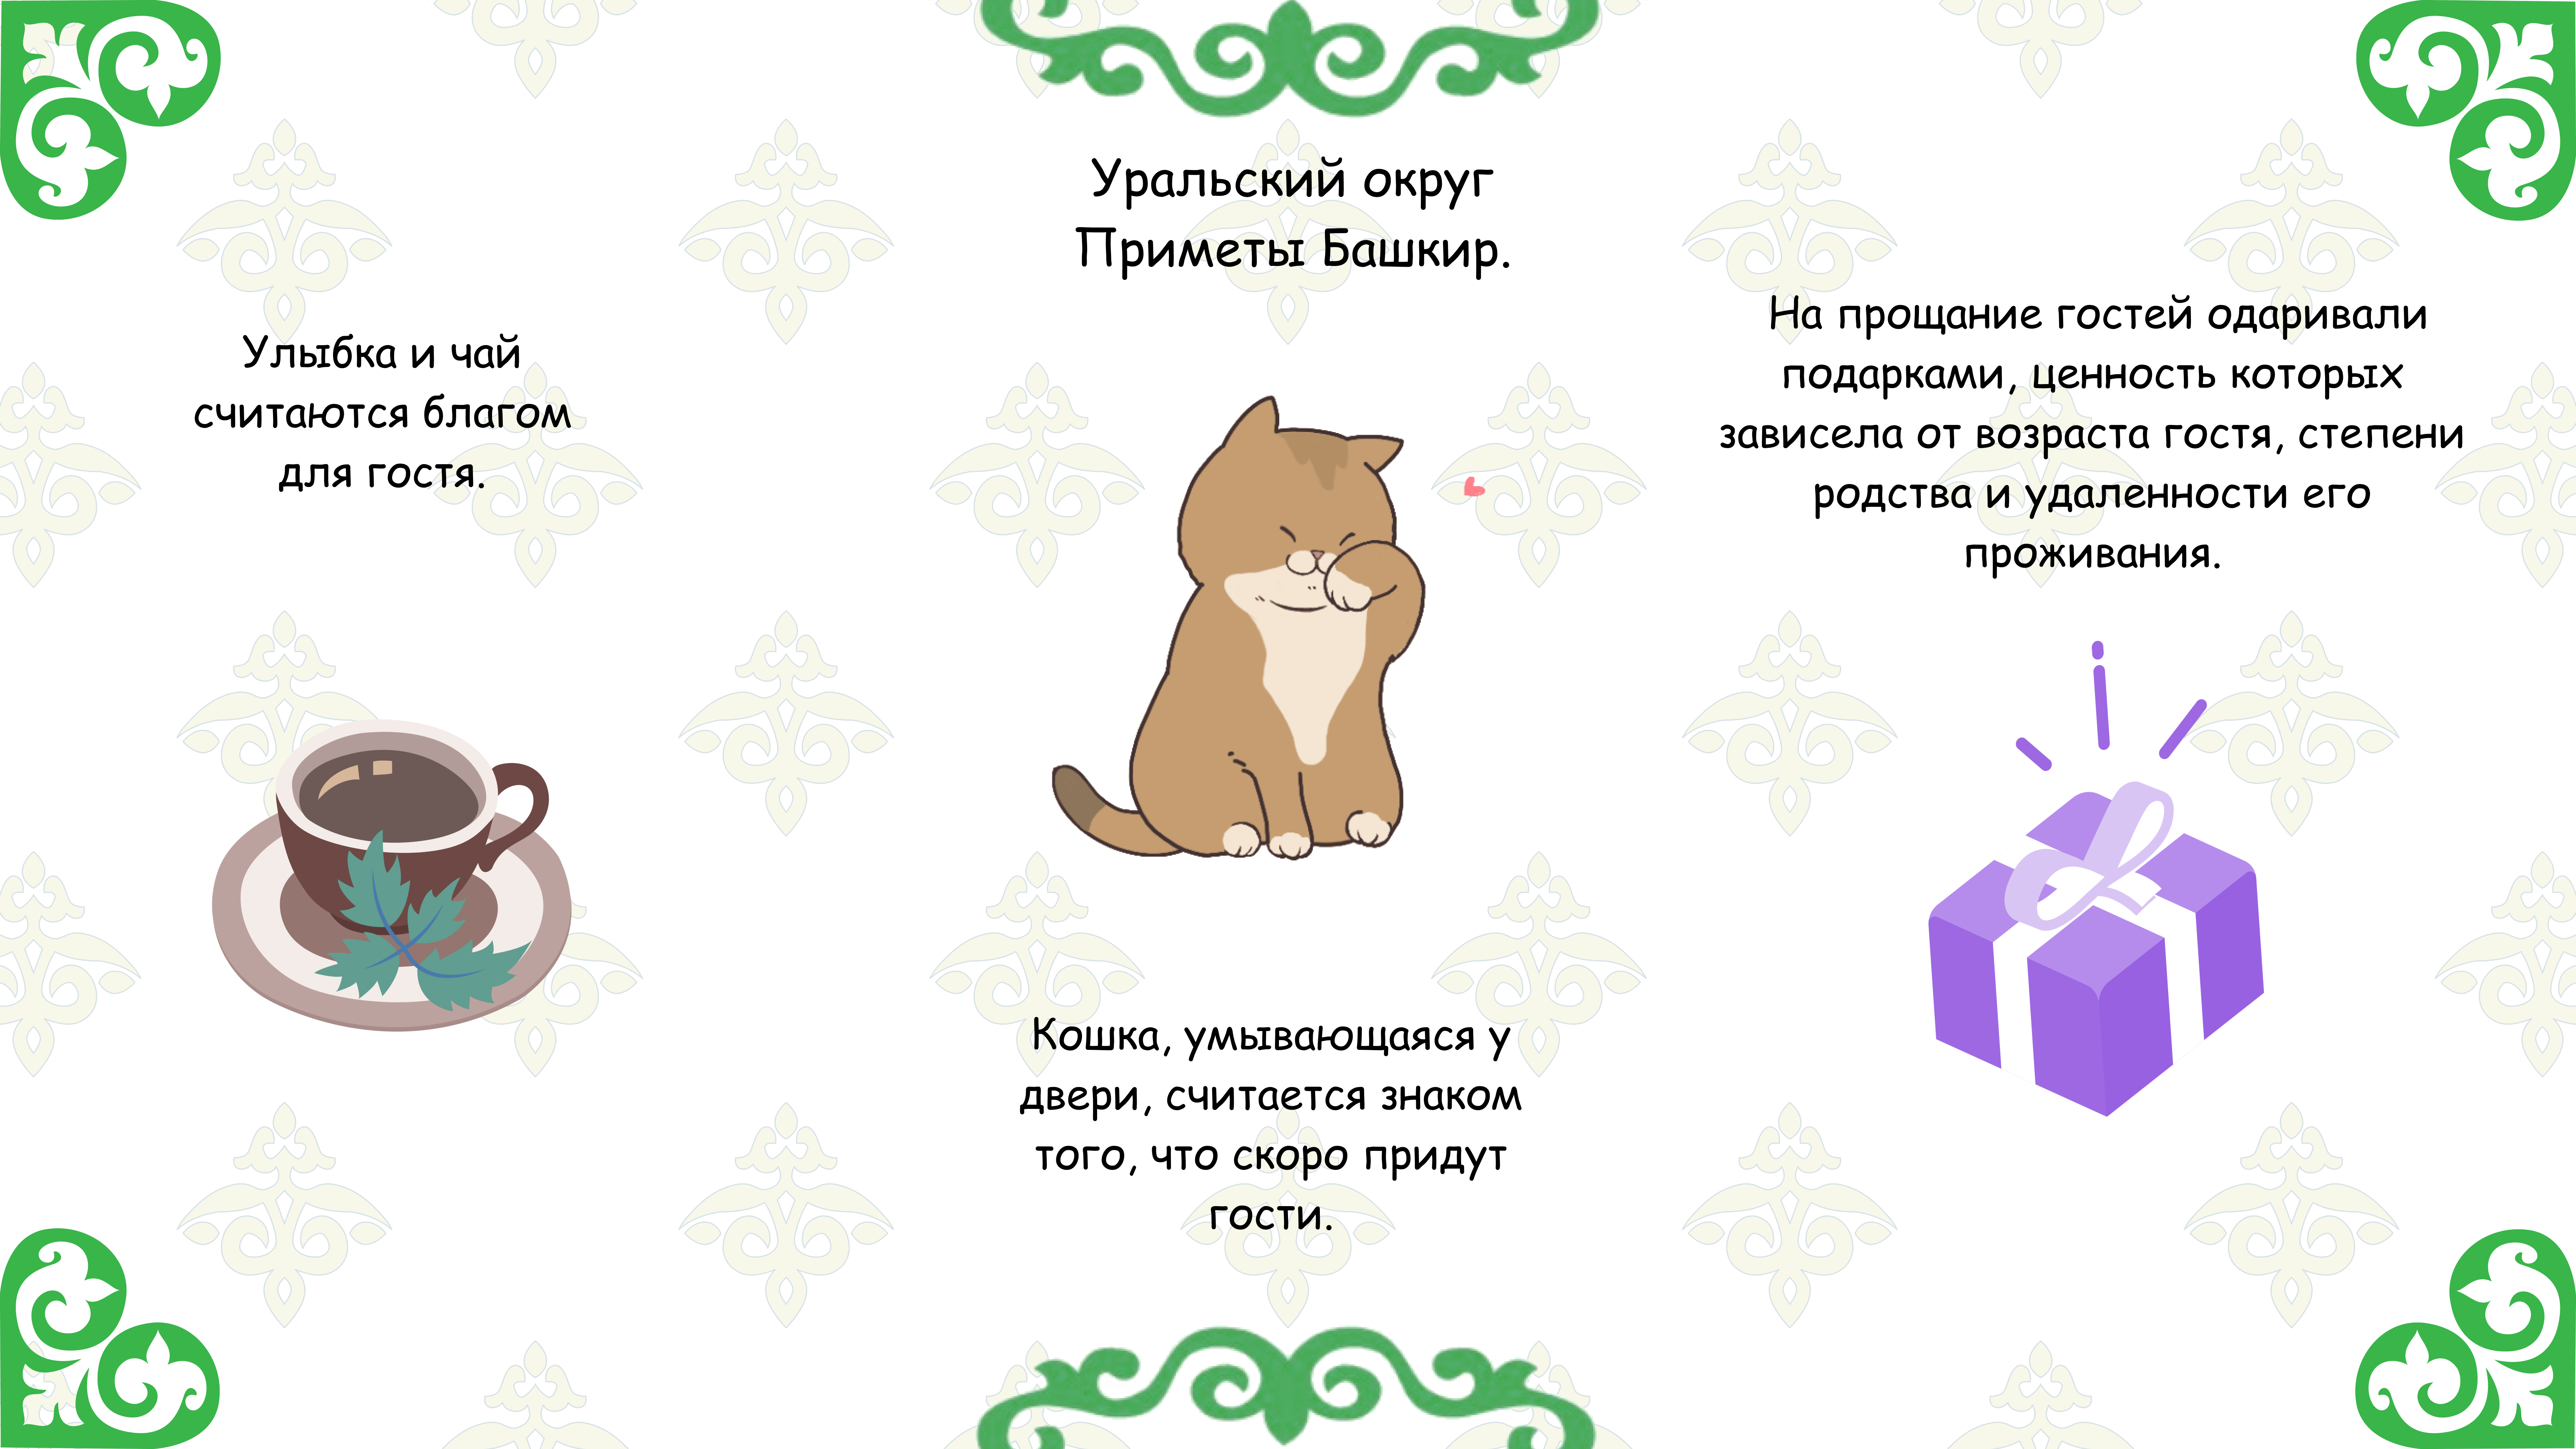 Уральский округ
Приметы Башкир.
Улыбка и чай
считаются благом
для гостя.
Кошка, умывающаяся у
двери, считается знаком
того, что скоро придут
гости.
На прощание гостей одаривали
подарками, ценность которых
зависела от возраста гостя, степени
родства и удаленности его
проживания.